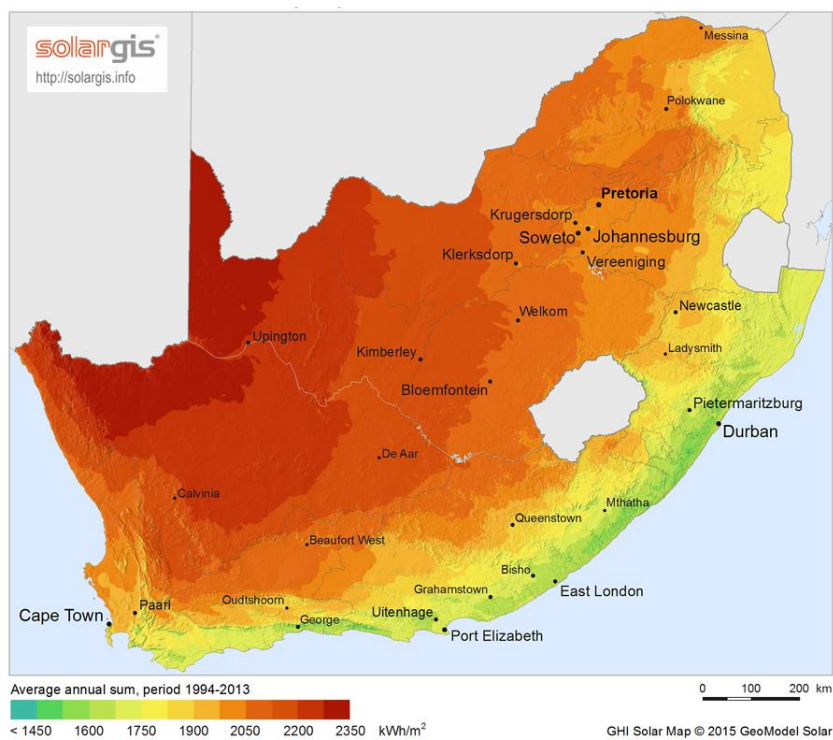 solargis
http://solargis.info
Messina
Polokwane
Pretoria
Krugersdorp
Soweto
Johannesburg
Klerksdorp
Vereeniging
Welkom
Newcastle
Upington
Kimberley
Ladysmith
Bloemfontein
Pietermaritzburg
Durban
De Aar
Calvinia
Mthatha
Queenstown
Beaufort West
Bisho
Grahamstown
East London
Oudtshoorn
Paarl
Cape Town
Uitenhage
George
Port Elizabeth
Average annual sum, period 1994-2013
0 100 200 km
< 1450 1600 1750 1900 2050 2200 2350 kWh/m²
GHI Solar Map © 2015 GeoModel Solar